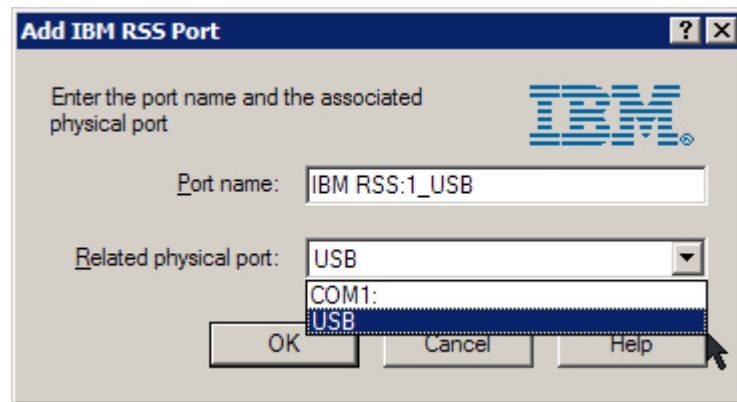 Add IBM RSS Port
? X
Enter the port name and the associated
physical port
IBM®
Port name: IBM RSS:1_USB
Related physical port: USB
COM1:
USB
OK Cancel Help